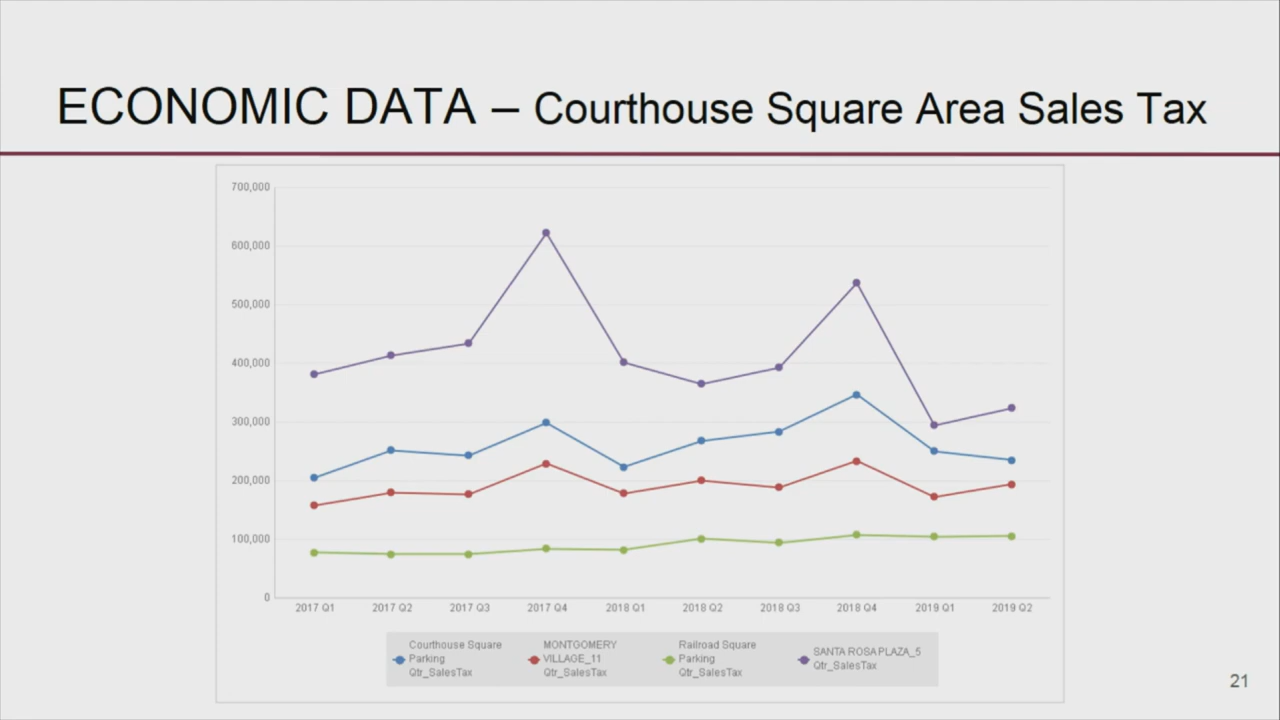 ECONOMIC DATA – Courthouse Square Area Sales Tax
700,000
600,000
500,000
400,000
300,000
200,000
100,000
0
2017 Q1 2017 Q2 2017 Q3 2017 Q4 2018 Q1 2018 Q2 2018 Q3 2018 Q4 2019 Q1 2019 Q2
Courthouse Square
Parking
Qtr_SalesTax
MONTGOMERY
VILLAGE_11
Qtr_SalesTax
Railroad Square
Parking
Qtr_SalesTax
SANTA ROSA PLAZA_5
Qtr_SalesTax
21